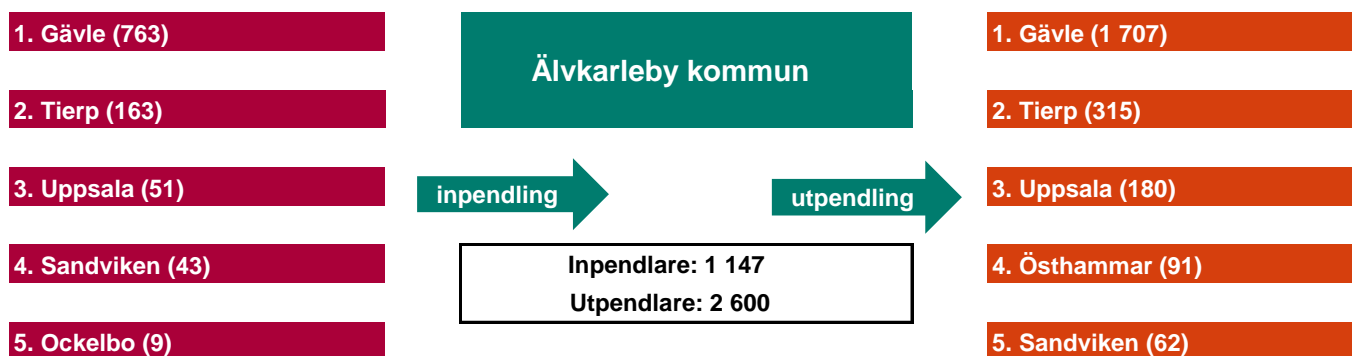 1. Gävle (763)
2. Tierp (163)
3. Uppsala (51)
4. Sandviken (43)
5. Ockelbo (9)
Älvkarleby kommun
inpendling
utpendling
Inpendlare: 1 147
Utpendlare: 2 600
1. Gävle (1 707)
2. Tierp (315)
3. Uppsala (180)
4. Östhammar (91)
5. Sandviken (62)